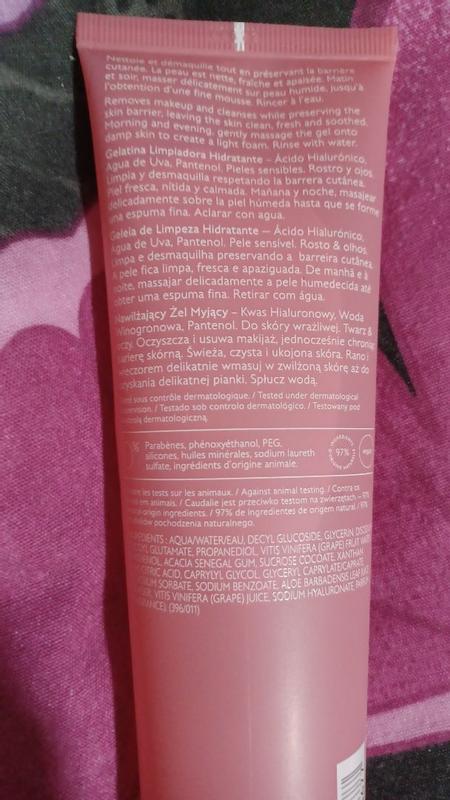 Nettoie et démaquille tout en préservant la barrière
cutanée. La peau est nette, fraîche et apaisée. Matin
et soir, masser délicatement sur peau humide, jusqu'à
l'obtention d'une fine mousse. Rincer à l'eau.
Removes makeup and cleanses while preserving the
skin barrier, leaving the skin clean, fresh and soothed.
Morning and evening, gently massage the gel onto
damp skin to create a light foam. Rinse with water.
Gelatina Limpiadora Hidratante – Ácido Hialurónico,
Agua de Uva, Pantenol. Pieles sensibles. Rostro y ojos.
Limpia y desmaquilla respetando la barrera cutánea.
Piel fresca, nítida y calmada. Mañana y noche, masajear
delicadamente sobre la piel húmeda hasta que se forme
una espuma fina. Aclarar con agua.
Geleia de Limpeza Hidratante – Ácido Hialurónico,
Água de Uva, Pantenol. Pele sensível. Rosto & olhos.
Limpa e desmaquilha preservando a barreira cutânea.
A pele fica limpa, fresca e apaziguada. De manhã e à
noite, massajar delicadamente a pele humedecida até
obter uma espuma fina. Retirar com água.
Nawilżający Żel Myjący – Kwas Hialuronowy, Woda
Winogronowa, Pantenol. Do skóry wrażliwej. Twarz &
oczy. Oczyszcza i usuwa makijaż, jednocześnie chroniąc
barierę skórną. Świeża, czysta i ukojona skóra. Rano i
wieczorem delikatnie wmasuj w zwilżoną skórę aż do
uzyskania delikatnej pianki. Spłucz wodą.
sous contrôle dermatologique. / Tested under dermatological
/ Testado sob controlo dermatológico. / Testowany pod
dermatologiczną.
% Parabènes, phénoxyéthanol, PEG,
silicones, huiles minérales, sodium laureth
sulfate, ingrédients d'origine animale.
97%
les tests sur les animaux. / Against animal testing. / Contra os
em animais. / Caudalie jest przeciwko testom na zwierzętach. – 97%
origin ingredients. / 97% de ingredientes de origem natural / 97%
pochodzenia naturalnego.
INGREDIENTS : AQUA/WATER/EAU, DECYL GLUCOSIDE, GLYCERIN,
GLUTAMATE, PROPANEDIOL, VITIS VINIFERA (GRAPE) FRUIT
ACACIA SENEGAL GUM, SUCROSE COCOATE, XANTHAN
CITRIC ACID, CAPRYLYL GLYCOL, GLYCERYL CAPRYLATE/CAPRATE,
SORBATE, SODIUM BENZOATE, ALOE BARBADENSIS LEAF JUICE
VITIS VINIFERA (GRAPE) JUICE, SODIUM HYALURONATE,
(396/011)